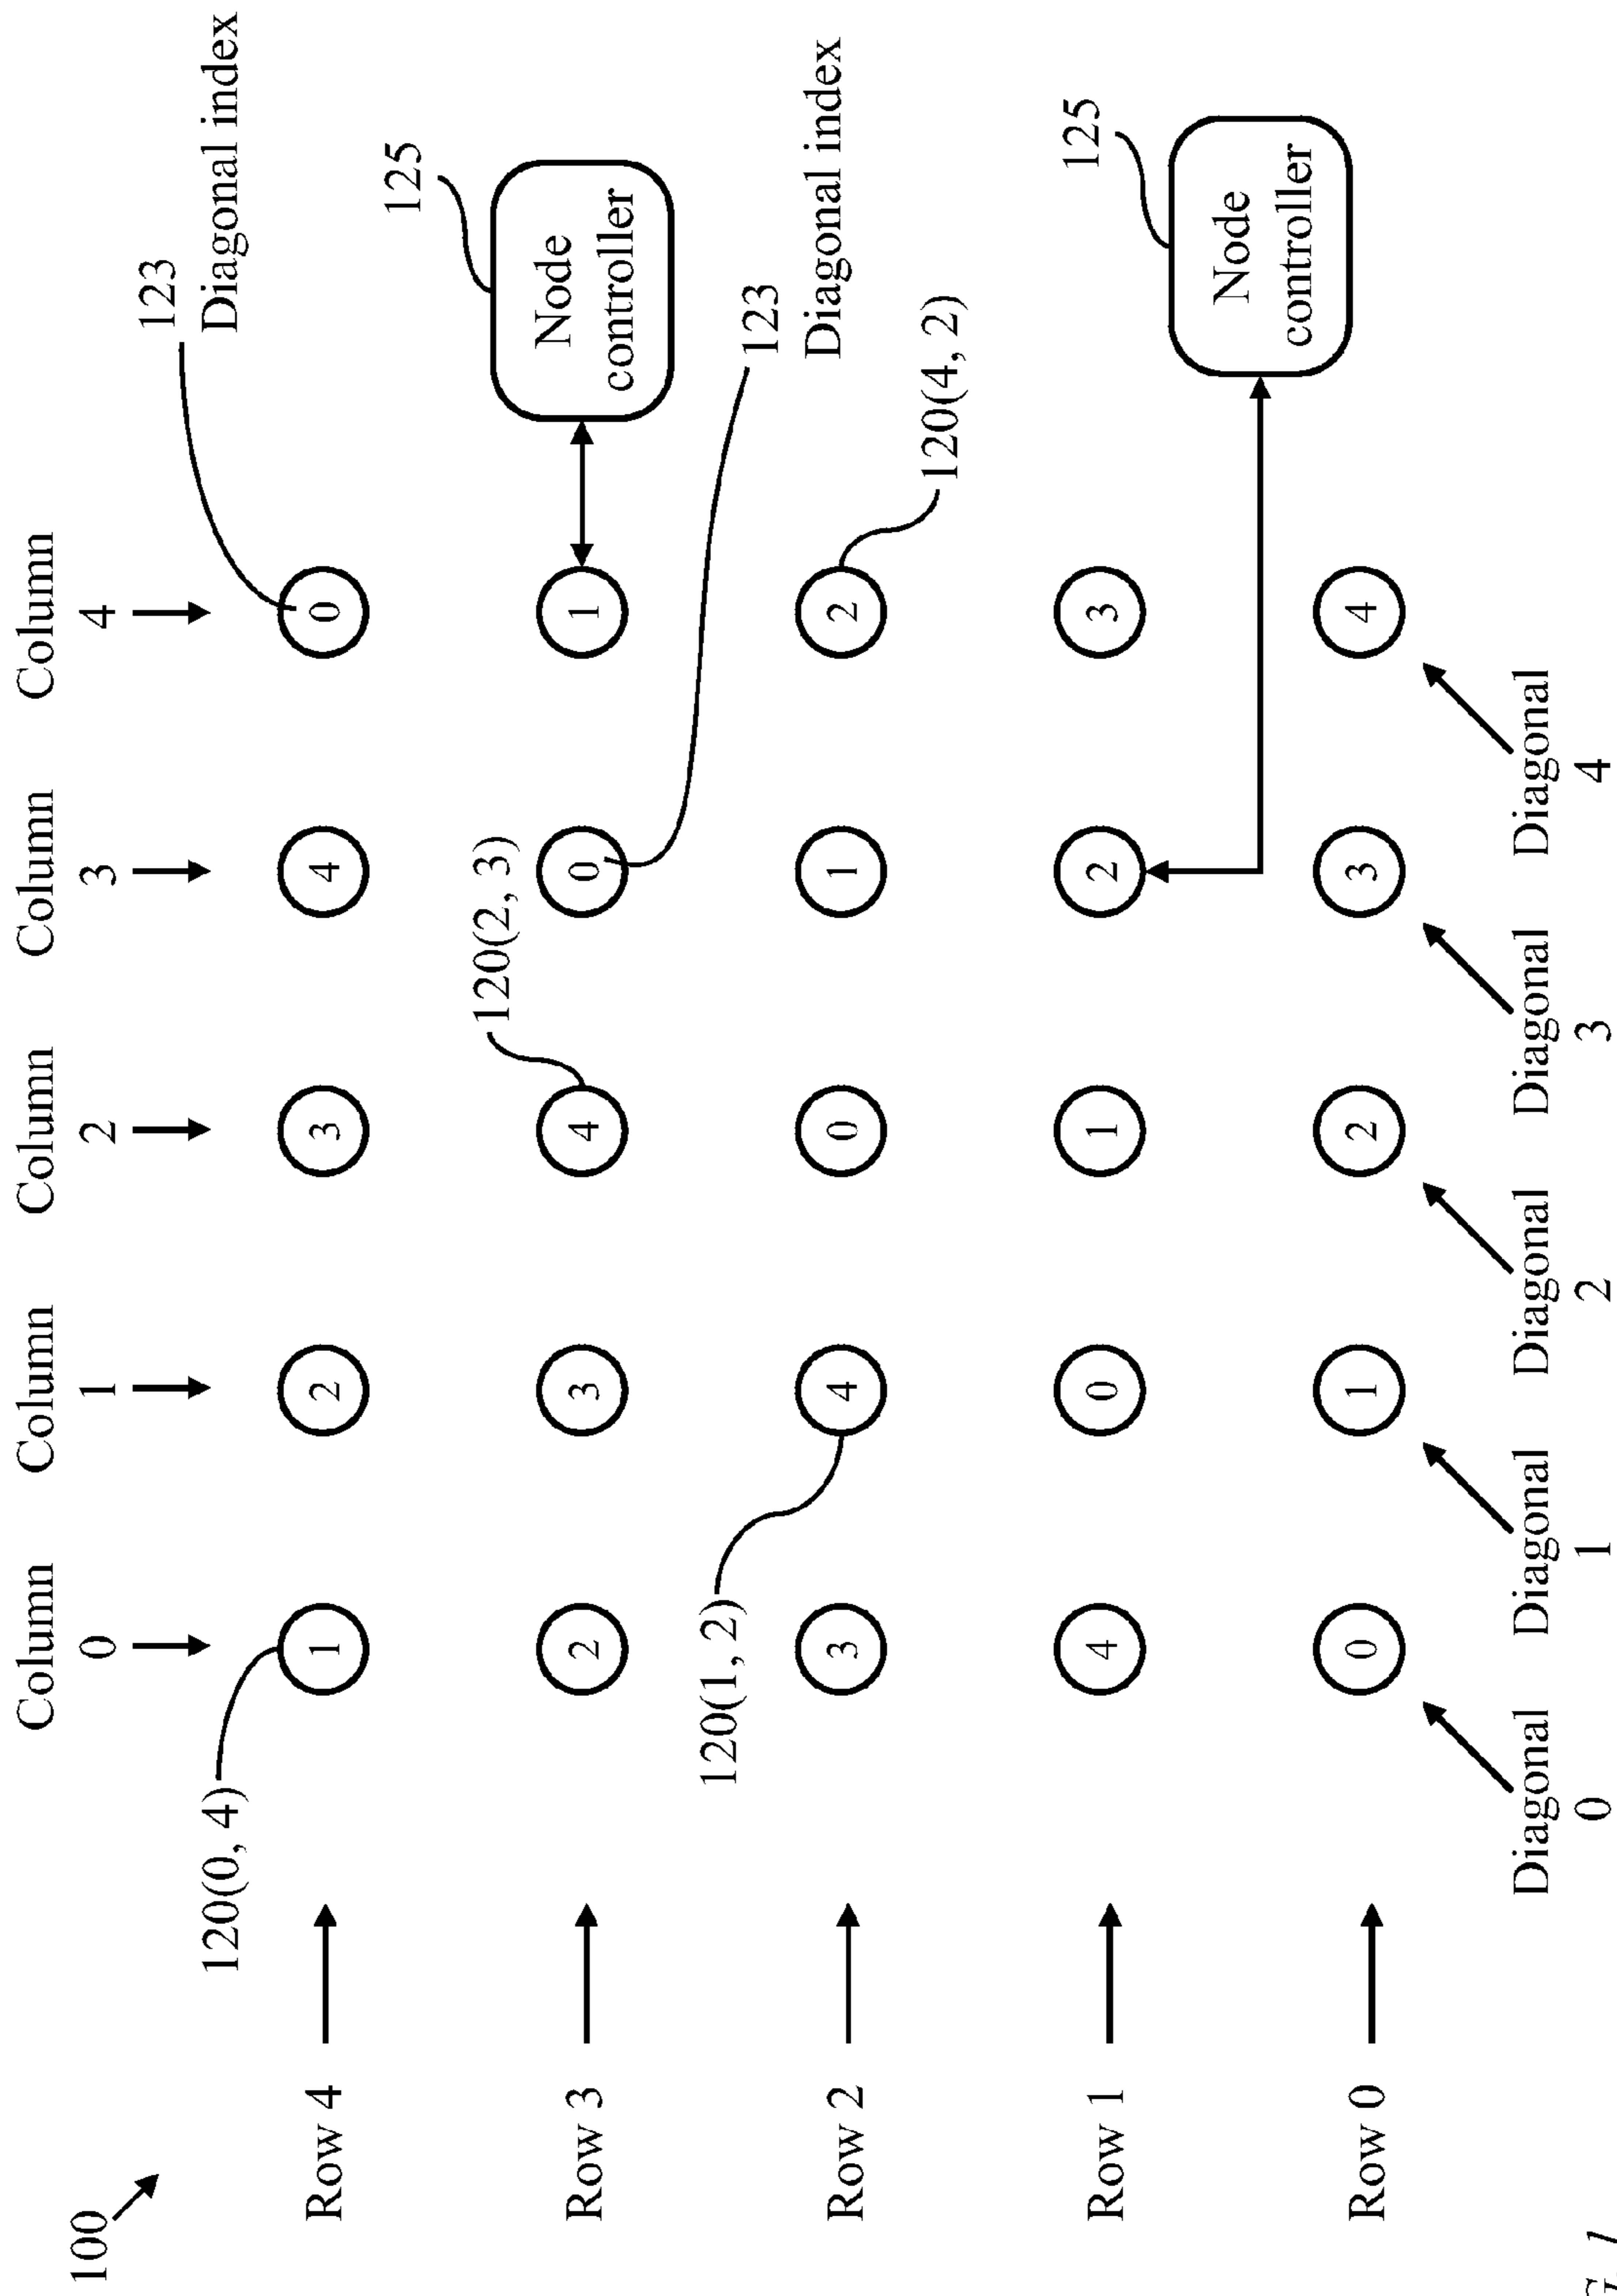 100
Column Column Column Column Column
0 1 2 3 4
123
Diagonal index
120(0, 4)
Row 4 1 2 3 4 0
125
Node
controller
120(2, 3)
Row 3 2 3 4 0 1
123
Diagonal index
120(1, 2)
Row 2 3 4 0 1 2
120(4, 2)
125
Node
controller
Row 1 4 0 1 2 3
Row 0 0 1 2 3 4
Diagonal Diagonal Diagonal Diagonal Diagonal
0 1 2 3 4